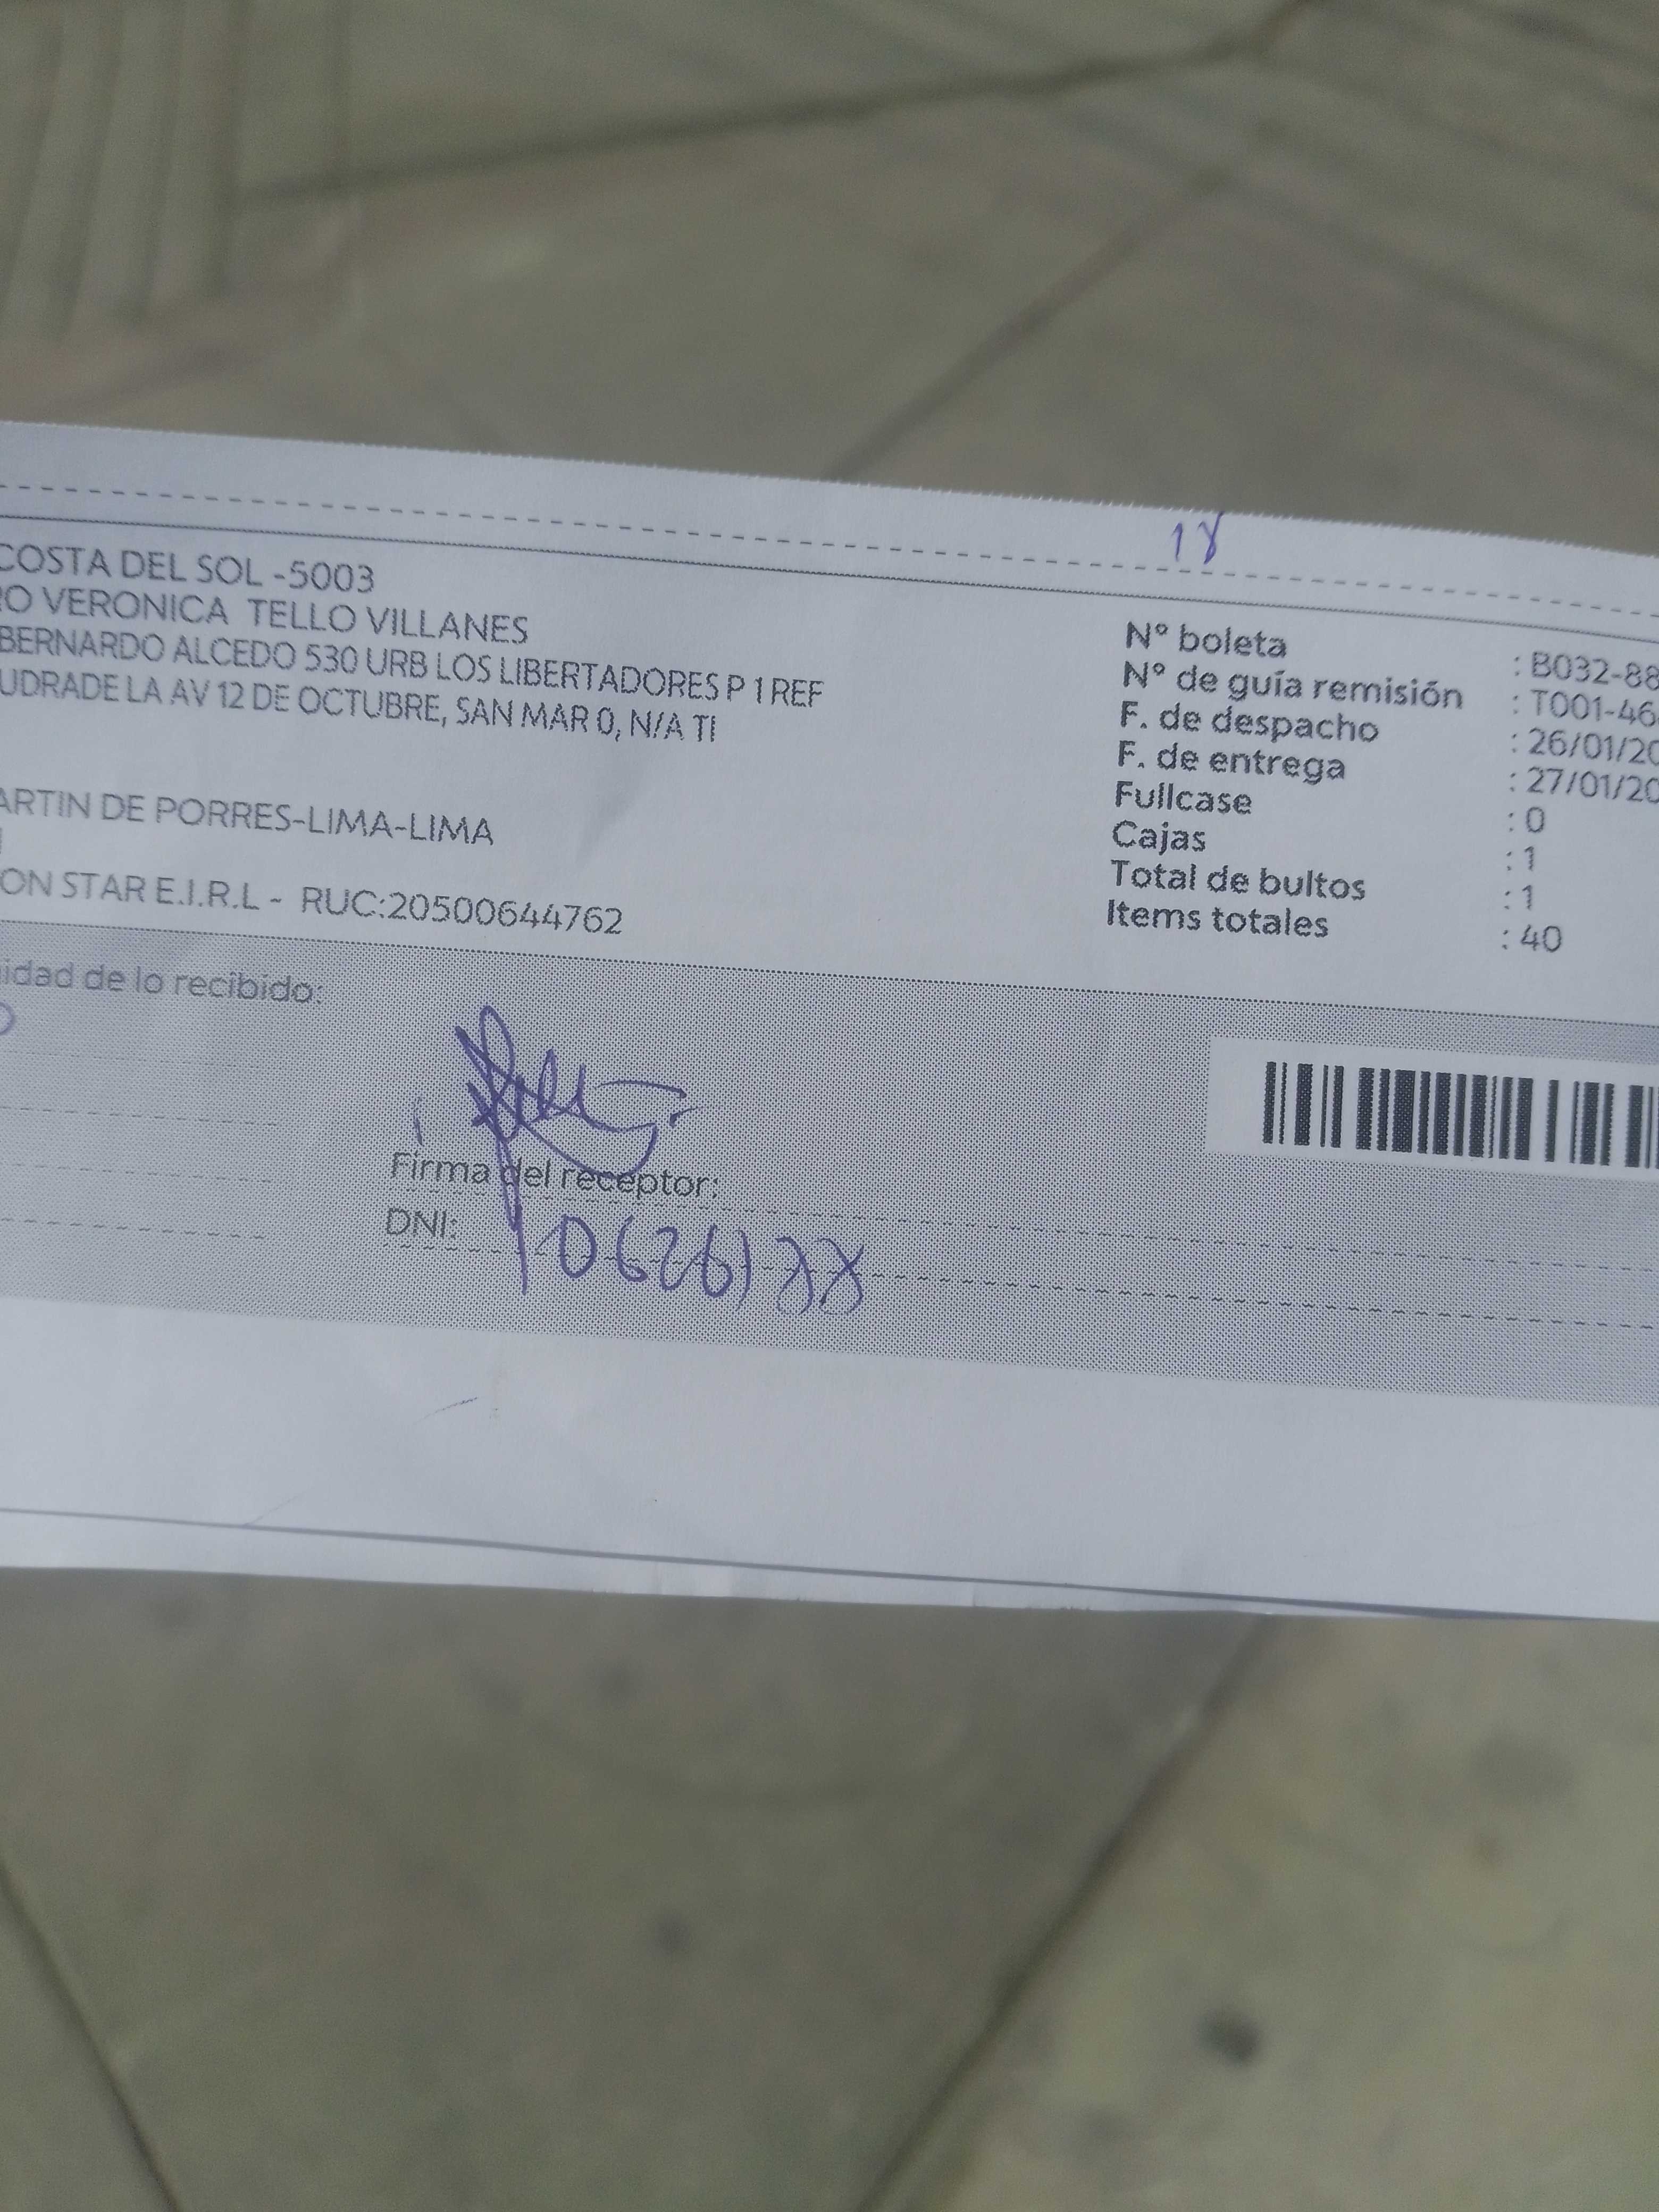 18
COSTA DEL SOL -5003
RO VERONICA TELLO VILLANES
BERNARDO ALCEDO 530 URB LOS LIBERTADORES P 1 REF
UDRADE LA AV 12 DE OCTUBRE, SAN MAR 0, N/A TI
ARTIN DE PORRES-LIMA-LIMA
ON STAR E.I.R.L - RUC:20500644762
N° boleta : B032-88
N° de guía remisión : T001-46
F. de despacho : 26/01/20
F. de entrega : 27/01/20
Fullcase : 0
Cajas : 1
Total de bultos : 1
Items totales : 40
idad de lo recibido:
Firma del receptor:
DNI: